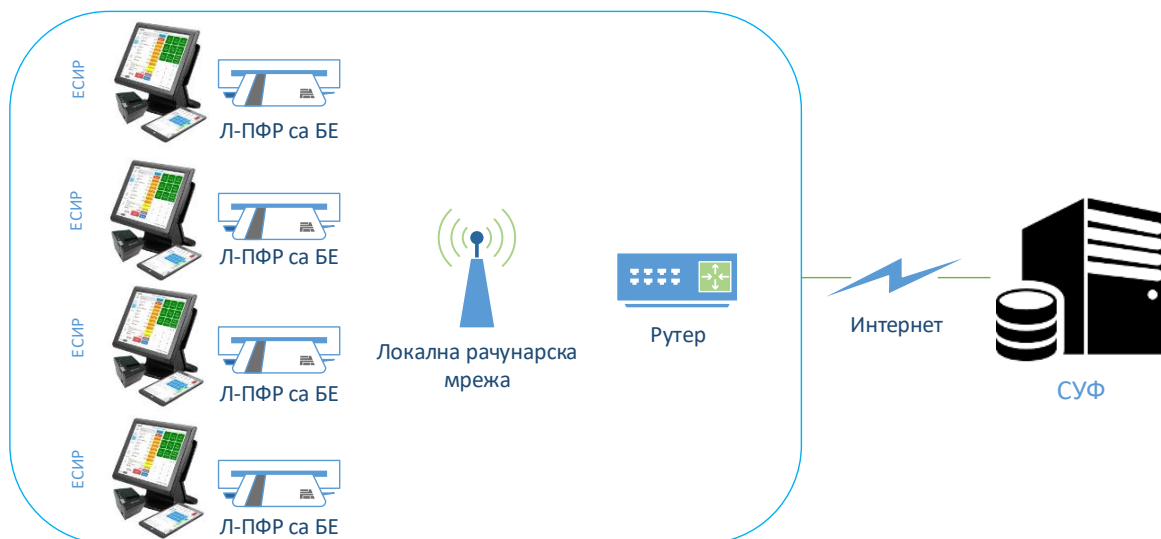 ЕСИР
Л-ПФР са БЕ
ЕСИР
Л-ПФР са БЕ
ЕСИР
Л-ПФР са БЕ
ЕСИР
Л-ПФР са БЕ
Локална рачунарска
мрежа
Рутер
Интернет
СУФ